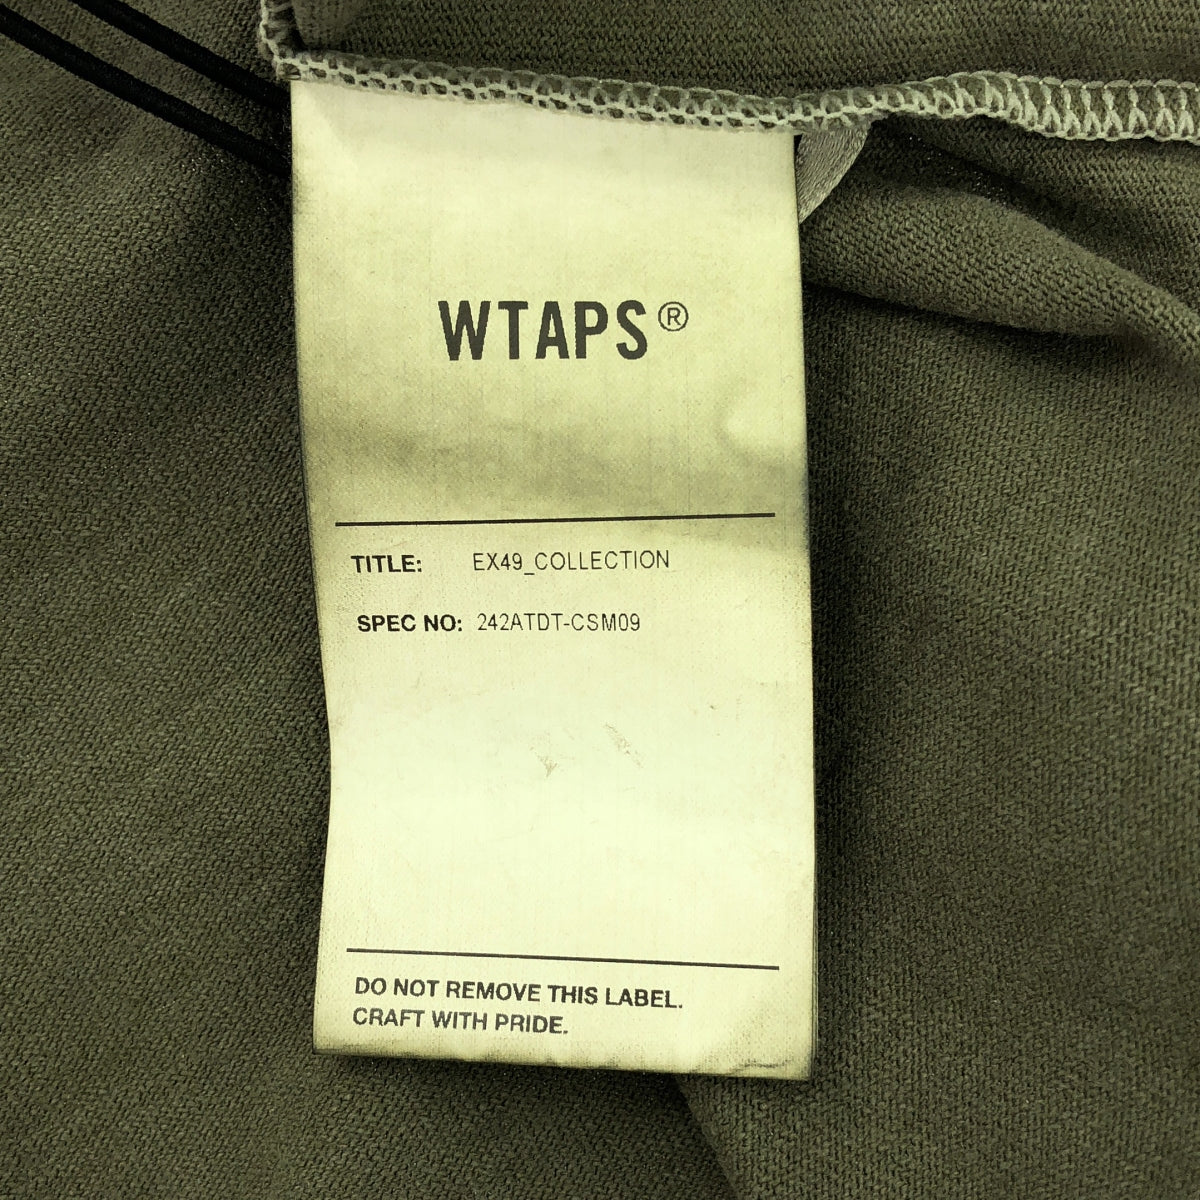 WTAPS®
TITLE: EX49_COLLECTION
SPEC NO: 242ATDT-CSM09
DO NOT REMOVE THIS LABEL.
CRAFT WITH PRIDE.